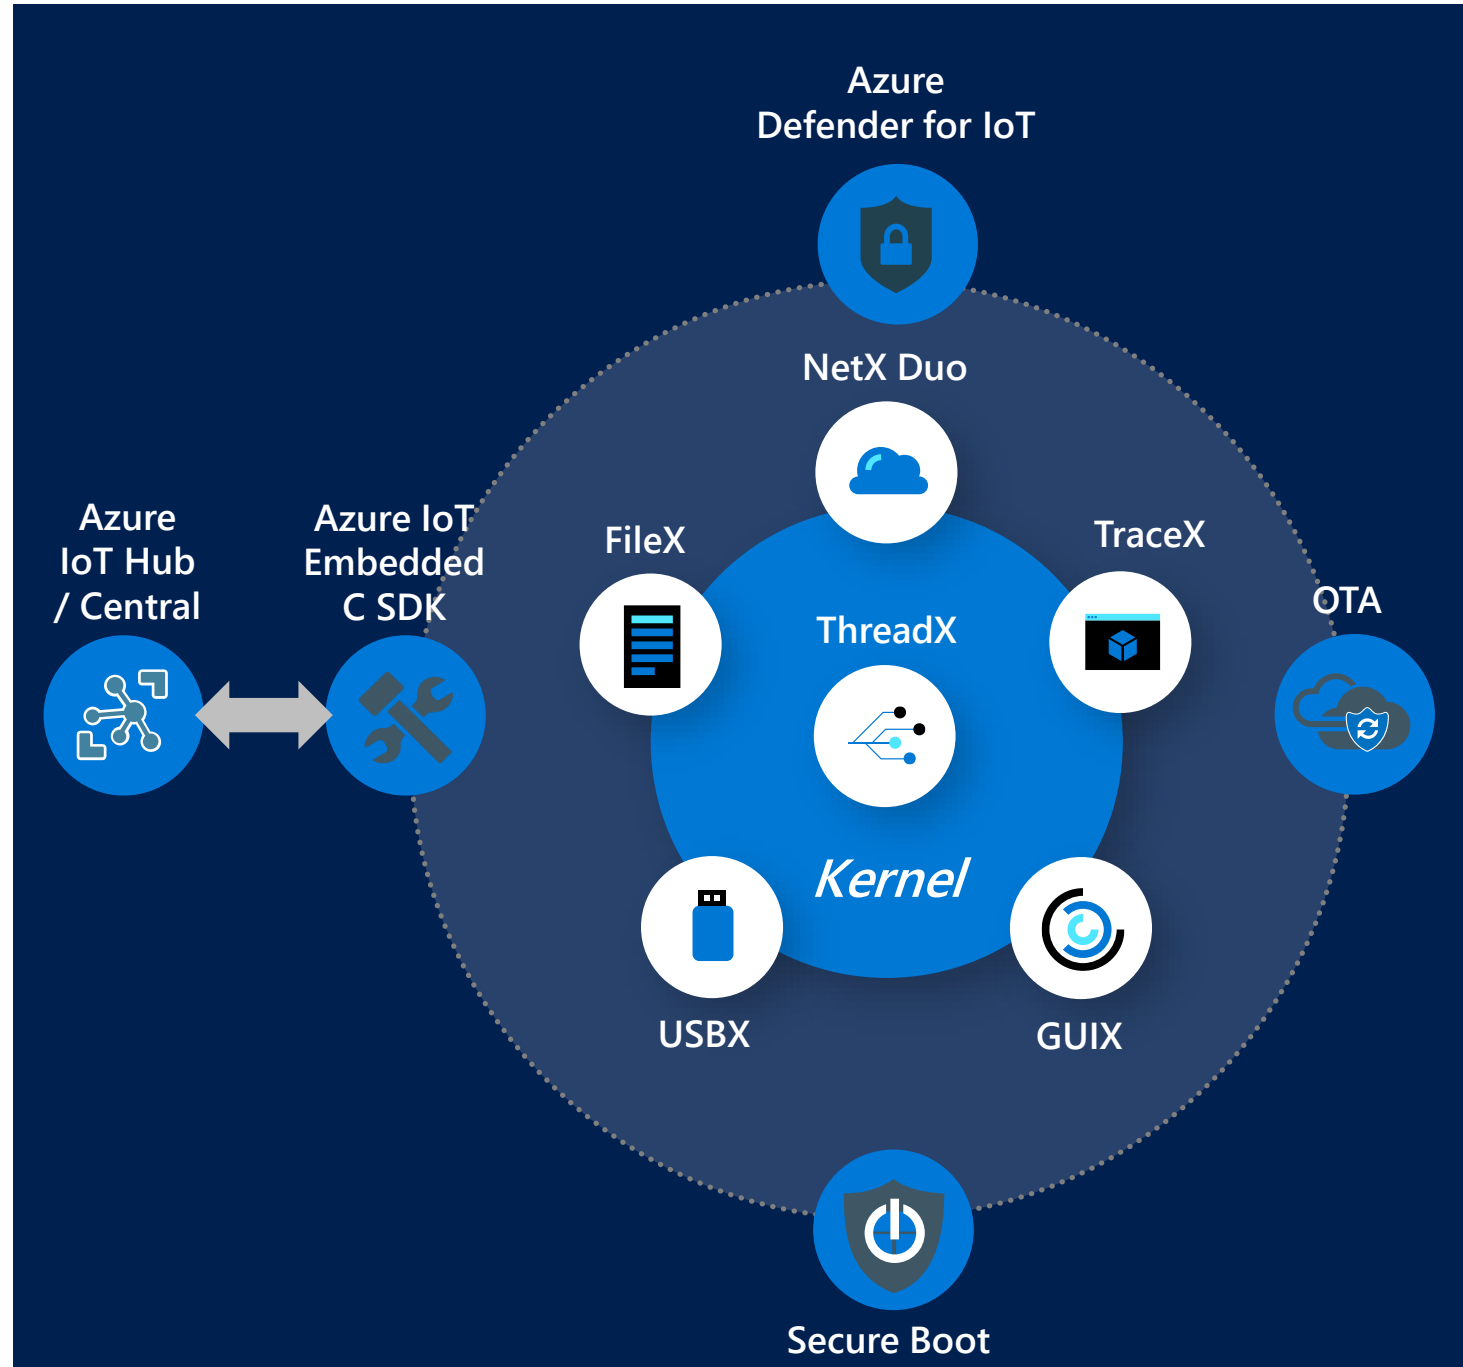 Azure
Defender for IoT
NetX Duo
Azure
IoT Hub
/ Central
Azure IoT
Embedded
C SDK
FileX
TraceX
OTA
ThreadX
Kernel
USBX
GUIX
Secure Boot